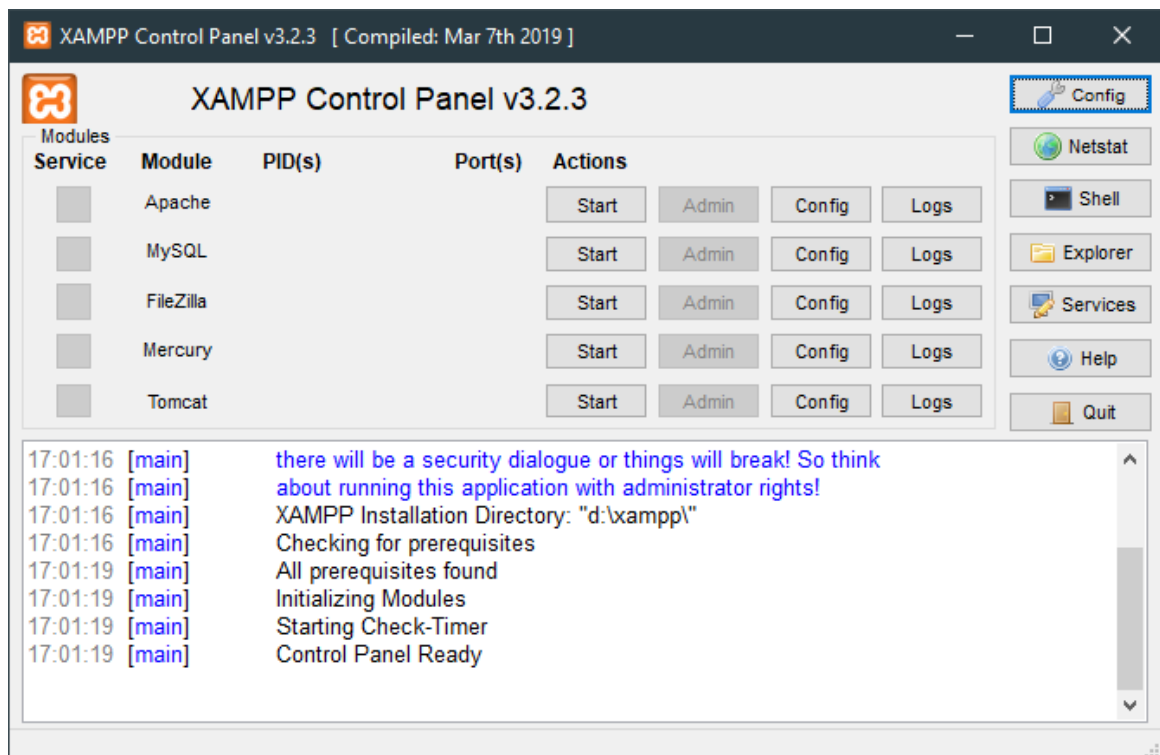 XAMPP Control Panel v3.2.3 [ Compiled: Mar 7th 2019 ]
XAMPP Control Panel v3.2.3
Config
Modules
Service Module PID(s) Port(s) Actions
Netstat
Apache Start Admin Config Logs
Shell
MySQL Start Admin Config Logs
Explorer
FileZilla Start Admin Config Logs
Services
Mercury Start Admin Config Logs
Help
Tomcat Start Admin Config Logs
Quit
17:01:16 [main] there will be a security dialogue or things will break! So think
17:01:16 [main] about running this application with administrator rights!
17:01:16 [main] XAMPP Installation Directory: "d:\xampp\"
17:01:16 [main] Checking for prerequisites
17:01:19 [main] All prerequisites found
17:01:19 [main] Initializing Modules
17:01:19 [main] Starting Check-Timer
17:01:19 [main] Control Panel Ready